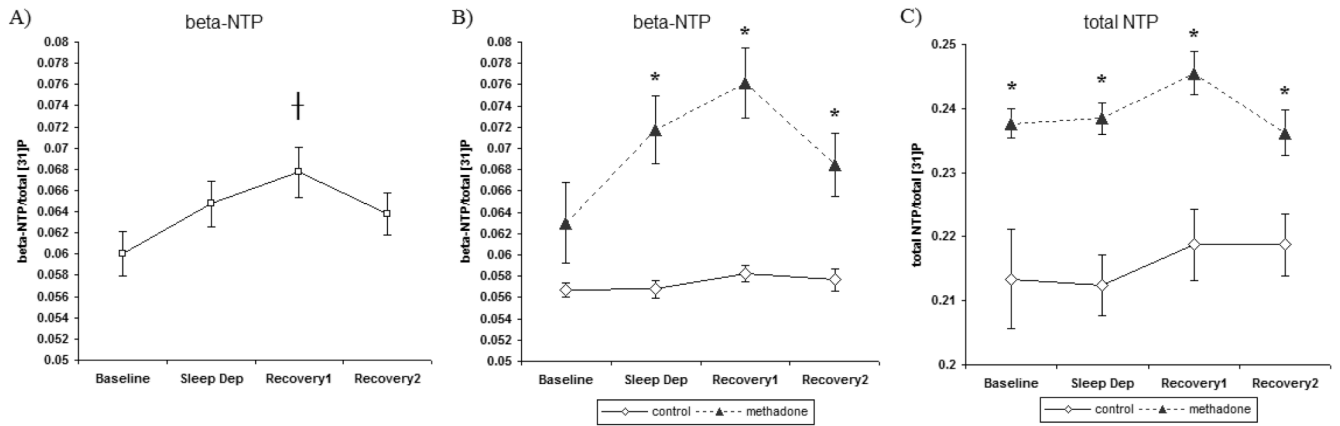 A)
beta-NTP
beta-NTP/total [31]P
0.08
0.078
0.076
0.074
0.072
0.07
0.068
0.066
0.064
0.062
0.06
0.058
0.056
0.054
0.052
0.05
Baseline Sleep Dep Recovery1 Recovery2
B)
beta-NTP
beta-NTP/total [31]P
0.08
0.078
0.076
0.074
0.072
0.07
0.068
0.066
0.064
0.062
0.06
0.058
0.056
0.054
0.052
0.05
* * *
Baseline Sleep Dep Recovery1 Recovery2
control methadone
C)
total NTP
total NTP/total [31]P
0.25
0.24
0.23
0.22
0.21
0.2
* * * *
Baseline Sleep Dep Recovery1 Recovery2
control methadone